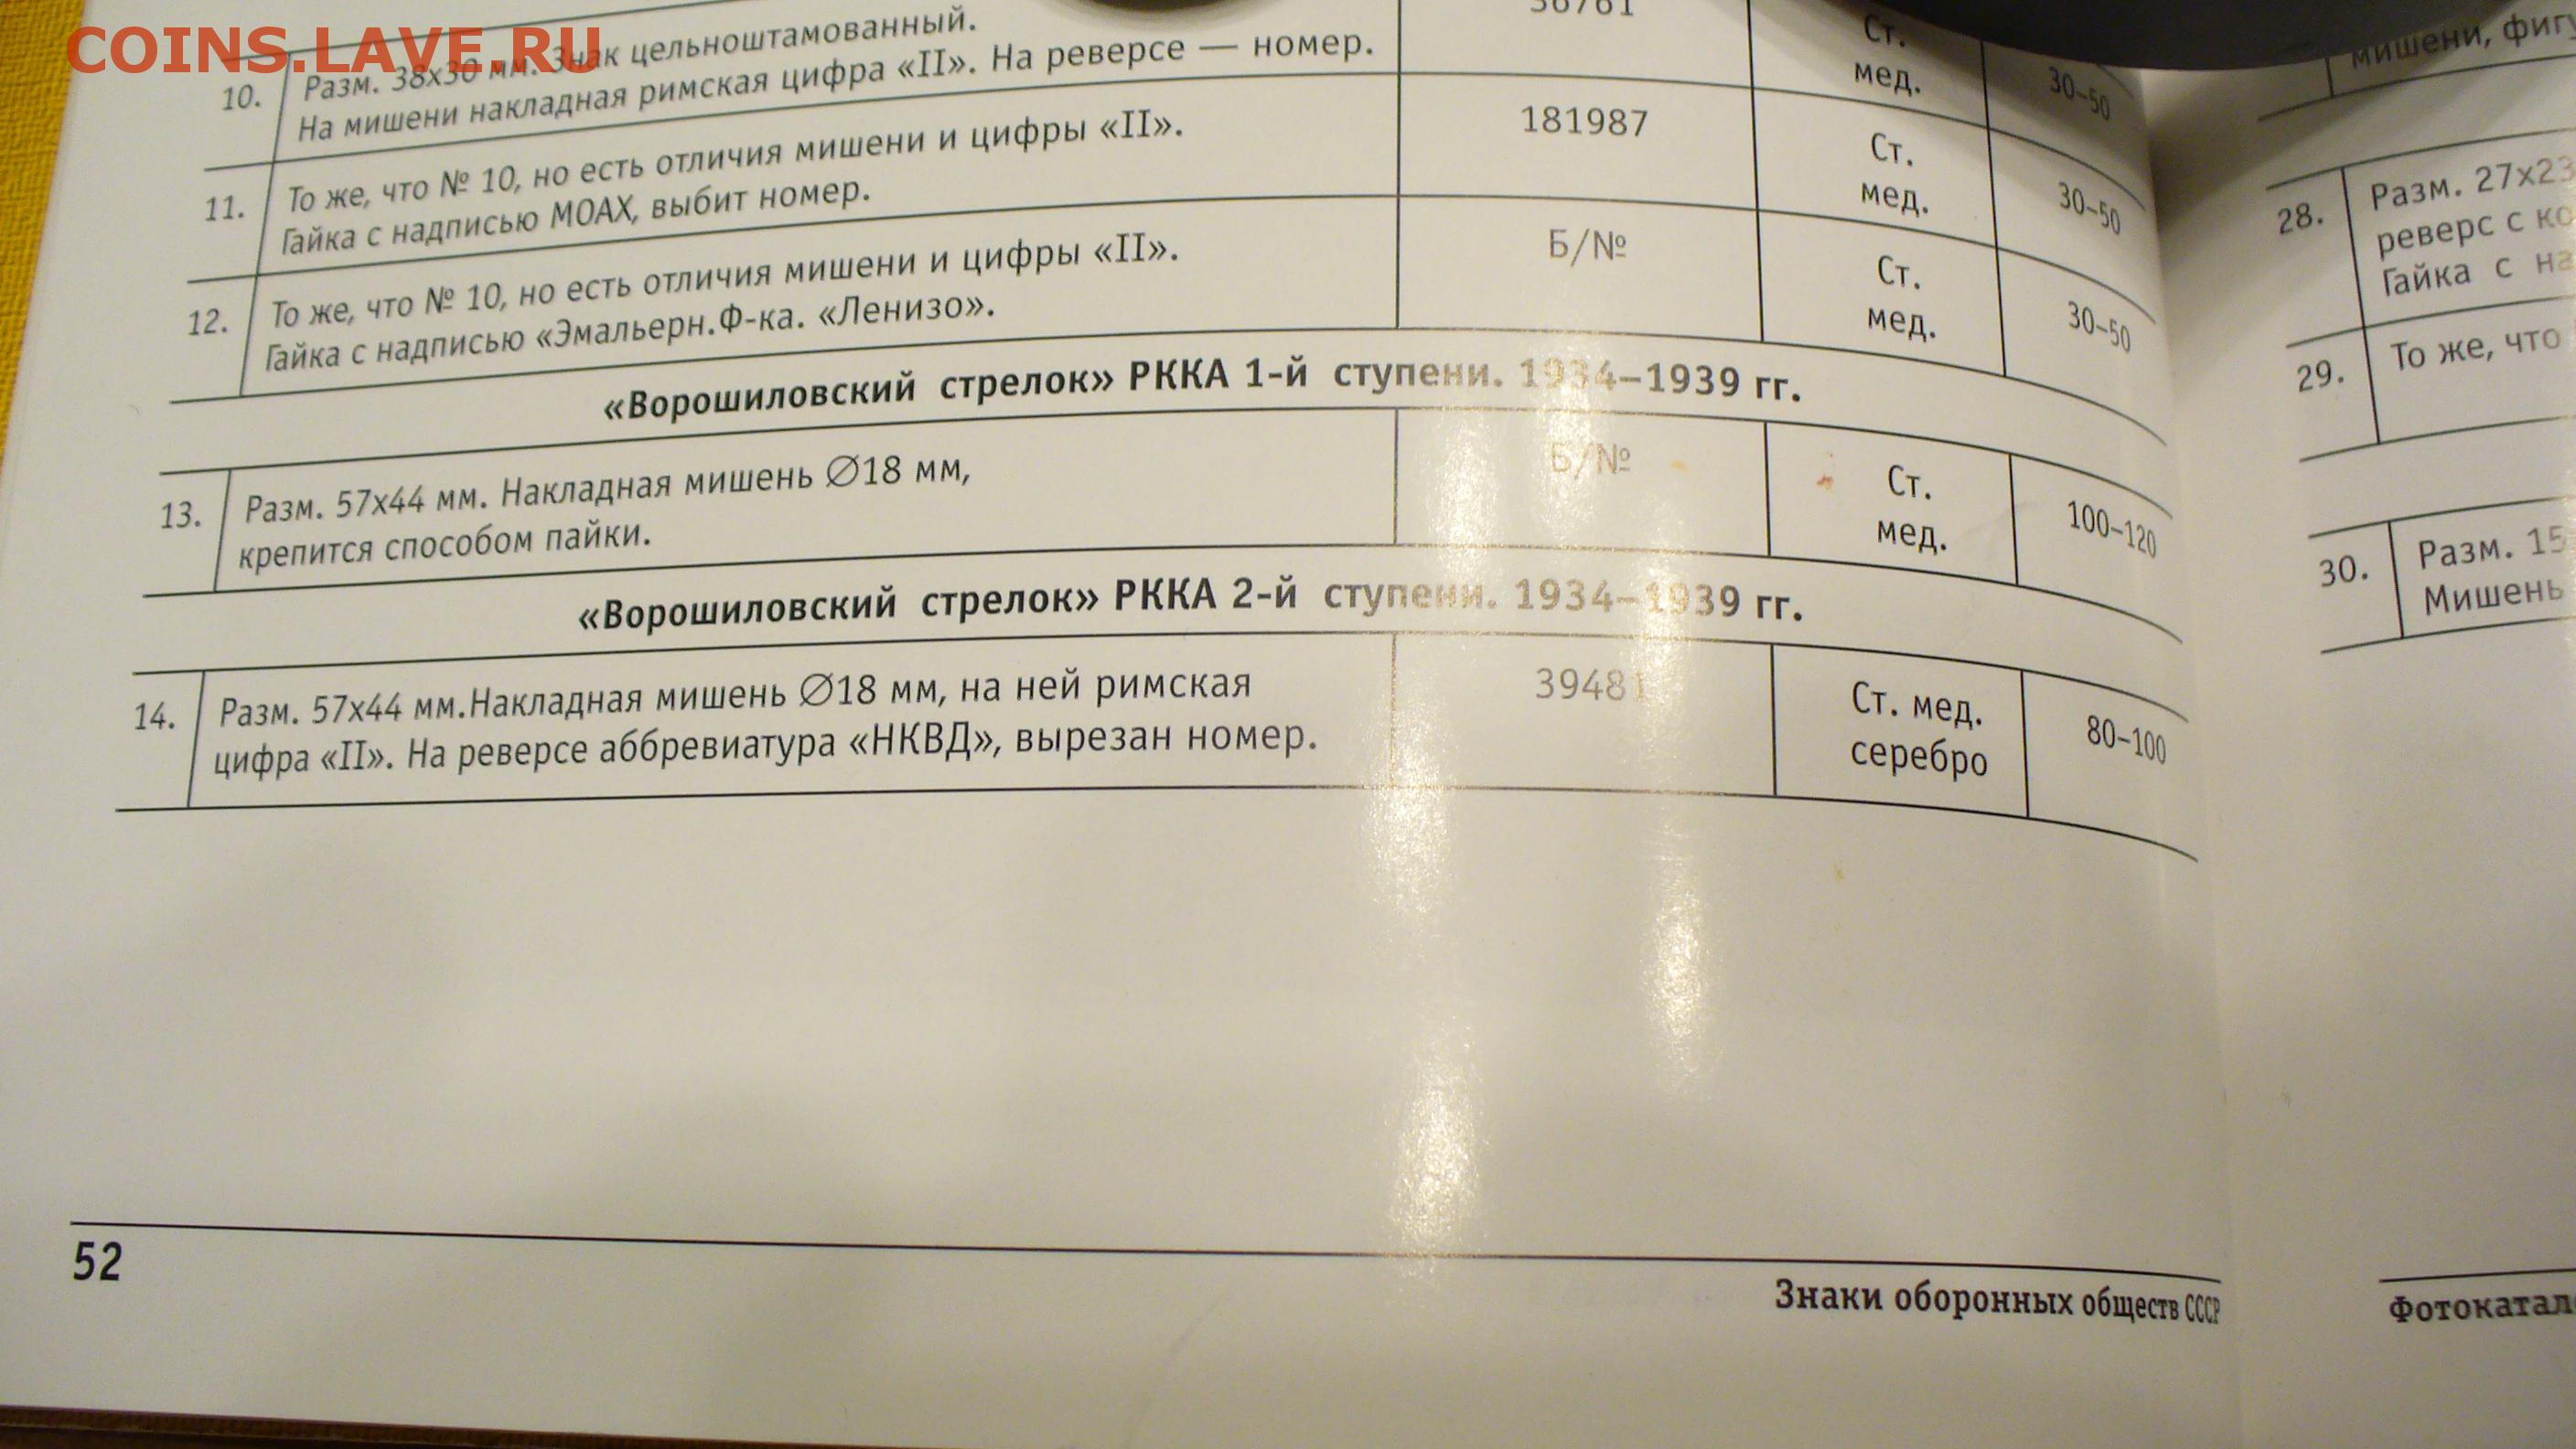 COINS.LAVE.RU
10. Разм. 38х30 мм. Знак цельноштамованный.
На мишени накладная римская цифра «II». На реверсе — номер.
36761
Ст.
мед.
30–50
11. То же, что № 10, но есть отличия мишени и цифры «II».
Гайка с надписью МОАХ, выбит номер.
181987
Ст.
мед.
30–50
12. То же, что № 10, но есть отличия мишени и цифры «II».
Гайка с надписью «Эмальерн.Ф-ка. «Ленизо».
Б/№
Ст.
мед.
30–50
«Ворошиловский стрелок» РККА 1-й ступени. 1934–1939 гг.
13. Разм. 57х44 мм. Накладная мишень ∅18 мм,
крепится способом пайки.
Б/№
Ст.
мед.
100–120
«Ворошиловский стрелок» РККА 2-й ступени. 1934–1939 гг.
14. Разм. 57х44 мм.Накладная мишень ∅18 мм, на ней римская
цифра «II». На реверсе аббревиатура «НКВД», вырезан номер.
39481
Ст. мед.
серебро
80–100
52
Знаки оборонных обществ СССР
мишени,
28. Разм. 27х23
реверс с
Гайка с
29. То же, что
30. Разм. 15
Мишень